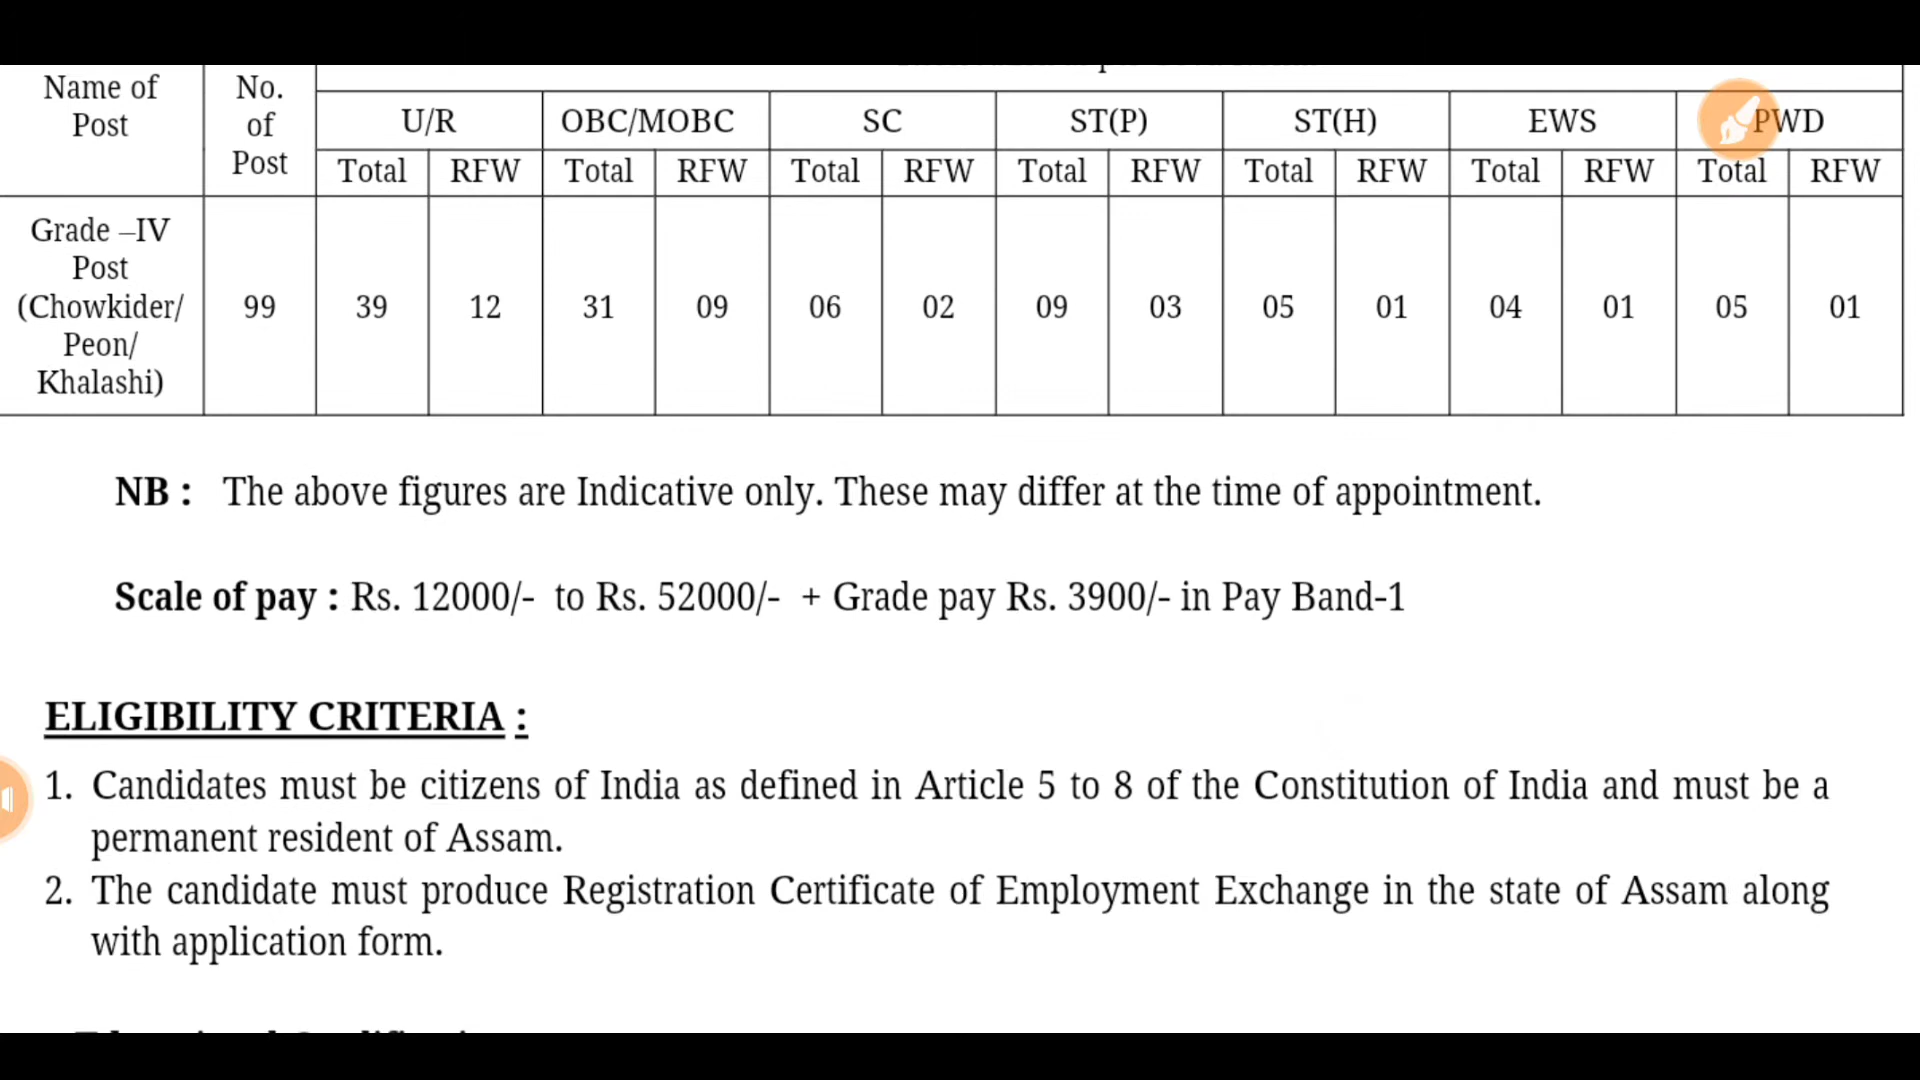 Name of Post No. of Post
U/R OBC/MOBC SC ST(P) ST(H) EWS PWD
Total RFW Total RFW Total RFW Total RFW Total RFW Total RFW Total RFW
Grade –IV Post (Chowkider/ Peon/ Khalashi) 99 39 12 31 09 06 02 09 03 05 01 04 01 05 01
NB : The above figures are Indicative only. These may differ at the time of appointment.
Scale of pay : Rs. 12000/- to Rs. 52000/- + Grade pay Rs. 3900/- in Pay Band-1
ELIGIBILITY CRITERIA :
1. Candidates must be citizens of India as defined in Article 5 to 8 of the Constitution of India and must be a
permanent resident of Assam.
2. The candidate must produce Registration Certificate of Employment Exchange in the state of Assam along
with application form.